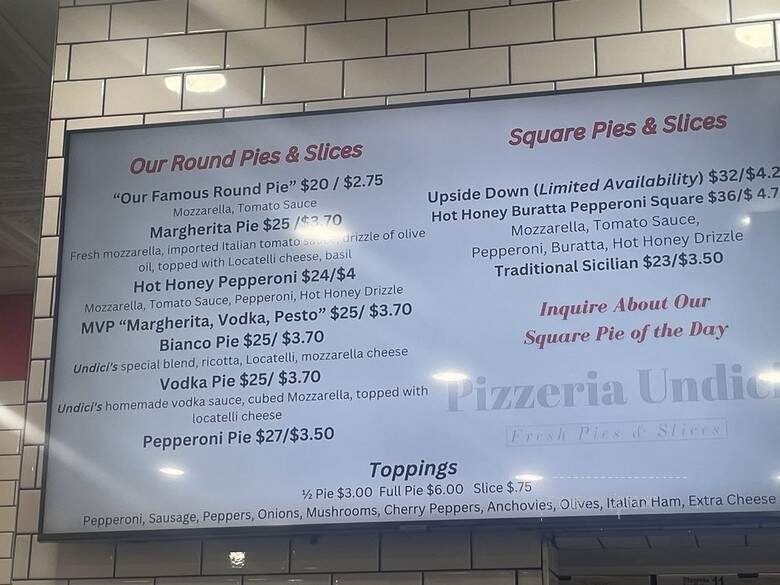 Our Round Pies & Slices
"Our Famous Round Pie" $20 / $2.75
Mozzarella, Tomato Sauce
Margherita Pie $25 /$3.70
Fresh mozzarella, imported Italian tomato sauce, drizzle of olive
oil, topped with Locatelli cheese, basil
Hot Honey Pepperoni $24/$4
Mozzarella, Tomato Sauce, Pepperoni, Hot Honey Drizzle
MVP "Margherita, Vodka, Pesto" $25/ $3.70
Bianco Pie $25/ $3.70
Undici's special blend, ricotta, Locatelli, mozzarella cheese
Vodka Pie $25/ $3.70
Undici's homemade vodka sauce, cubed Mozzarella, topped with
locatelli cheese
Pepperoni Pie $27/$3.50
Square Pies & Slices
Upside Down (Limited Availability) $32/$4.2
Hot Honey Buratta Pepperoni Square $36/$ 4.7
Mozzarella, Tomato Sauce,
Pepperoni, Buratta, Hot Honey Drizzle
Traditional Sicilian $23/$3.50
Inquire About Our
Square Pie of the Day
Pizzeria Undici
Fresh Pies & Slices
Toppings
½ Pie $3.00 Full Pie $6.00 Slice $.75
Pepperoni, Sausage, Peppers, Onions, Mushrooms, Cherry Peppers, Anchovies, Olives, Italian Ham, Extra Cheese